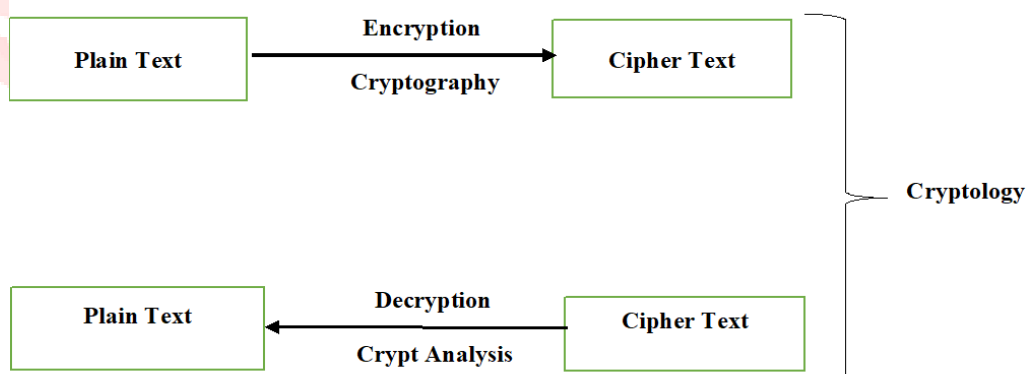 Encryption
Plain Text
Cipher Text
Cryptography
Cryptology
Decryption
Plain Text
Cipher Text
Crypt Analysis